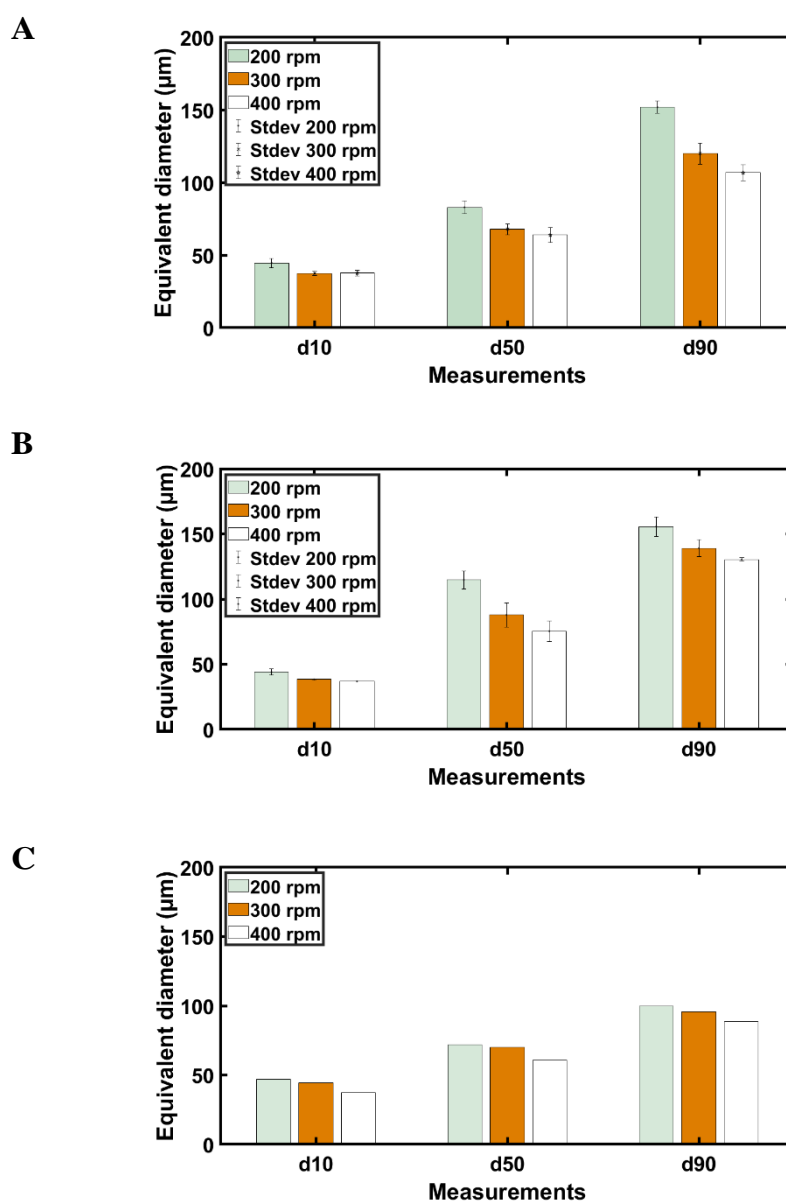 A
Equivalent diameter (µm)
200
150
100
50
0
200 rpm
300 rpm
400 rpm
Stdev 200 rpm
Stdev 300 rpm
Stdev 400 rpm
d10 d50 d90
Measurements
B
Equivalent diameter (µm)
200
150
100
50
0
200 rpm
300 rpm
400 rpm
Stdev 200 rpm
Stdev 300 rpm
Stdev 400 rpm
d10 d50 d90
Measurements
C
Equivalent diameter (µm)
200
150
100
50
0
200 rpm
300 rpm
400 rpm
d10 d50 d90
Measurements